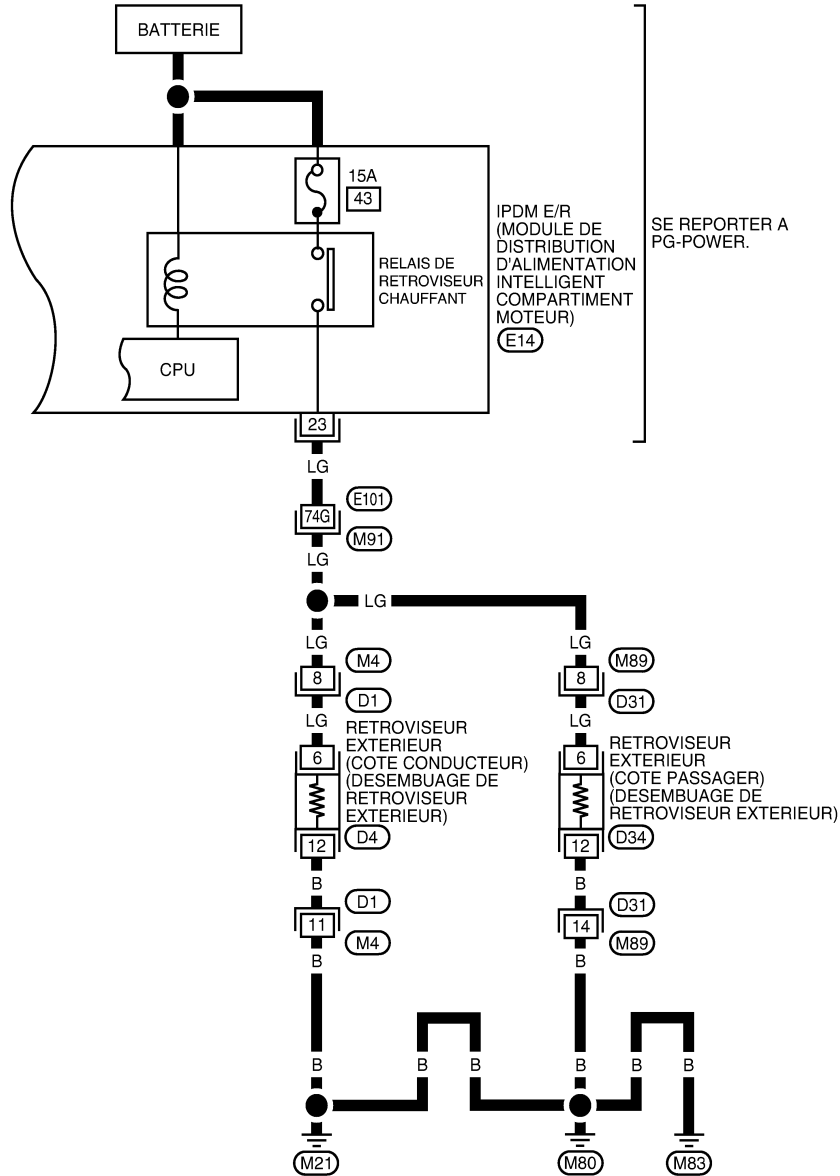 BATTERIE
15A
43
IPDM E/R
(MODULE DE
DISTRIBUTION
D'ALIMENTATION
INTELLIGENT
COMPARTIMENT
MOTEUR)
E14
SE REPORTER A
PG-POWER.
RELAIS DE
RETROVISEUR
CHAUFFANT
CPU
23
LG
E101
74G
M91
LG
LG
LG
LG
M4
M89
8
8
D1
D31
LG
LG
RETROVISEUR
EXTERIEUR
(COTE CONDUCTEUR)
(DESEMBUAGE DE
RETROVISEUR
EXTERIEUR)
6
D4
12
RETROVISEUR
EXTERIEUR
(COTE PASSAGER)
(DESEMBUAGE DE
RETROVISEUR EXTERIEUR)
6
D34
12
B
B
D1
D31
11
14
M4
M89
B
B
B
B
B
B
B
B
M21
M80
M83